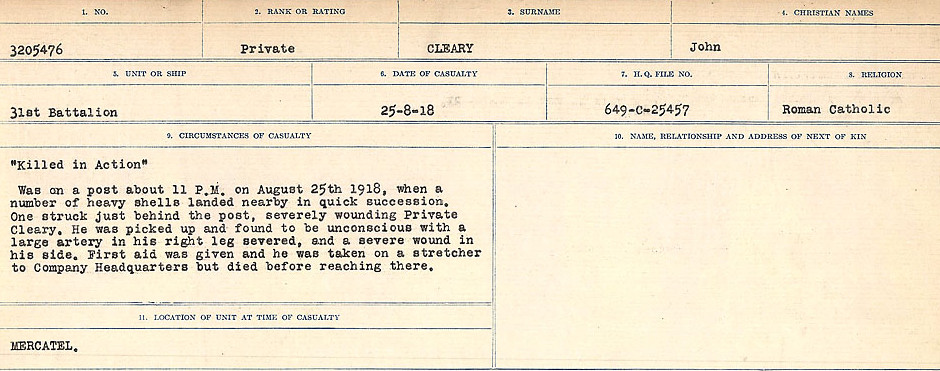 1. NO. 2. RANK OR RATING 3. SURNAME 4. CHRISTIAN NAMES
3205476 Private CLEARY John
5. UNIT OR SHIP 6. DATE OF CASUALTY 7. H.Q. FILE NO. 8. RELIGION
31st Battalion 25-8-18 649-C-25457 Roman Catholic
9. CIRCUMSTANCES OF CASUALTY 10. NAME, RELATIONSHIP AND ADDRESS OF NEXT OF KIN
"Killed in Action"
Was on a post about 11 P.M. on August 25th 1918, when a
number of heavy shells landed nearby in quick succession.
One struck just behind the post, severely wounding Private
Cleary. He was picked up and found to be unconscious with a
large artery in his right leg severed, and a severe wound in
his side. First aid was given and he was taken on a stretcher
to Company Headquarters but died before reaching there.
11. LOCATION OF UNIT AT TIME OF CASUALTY
MERCATEL.